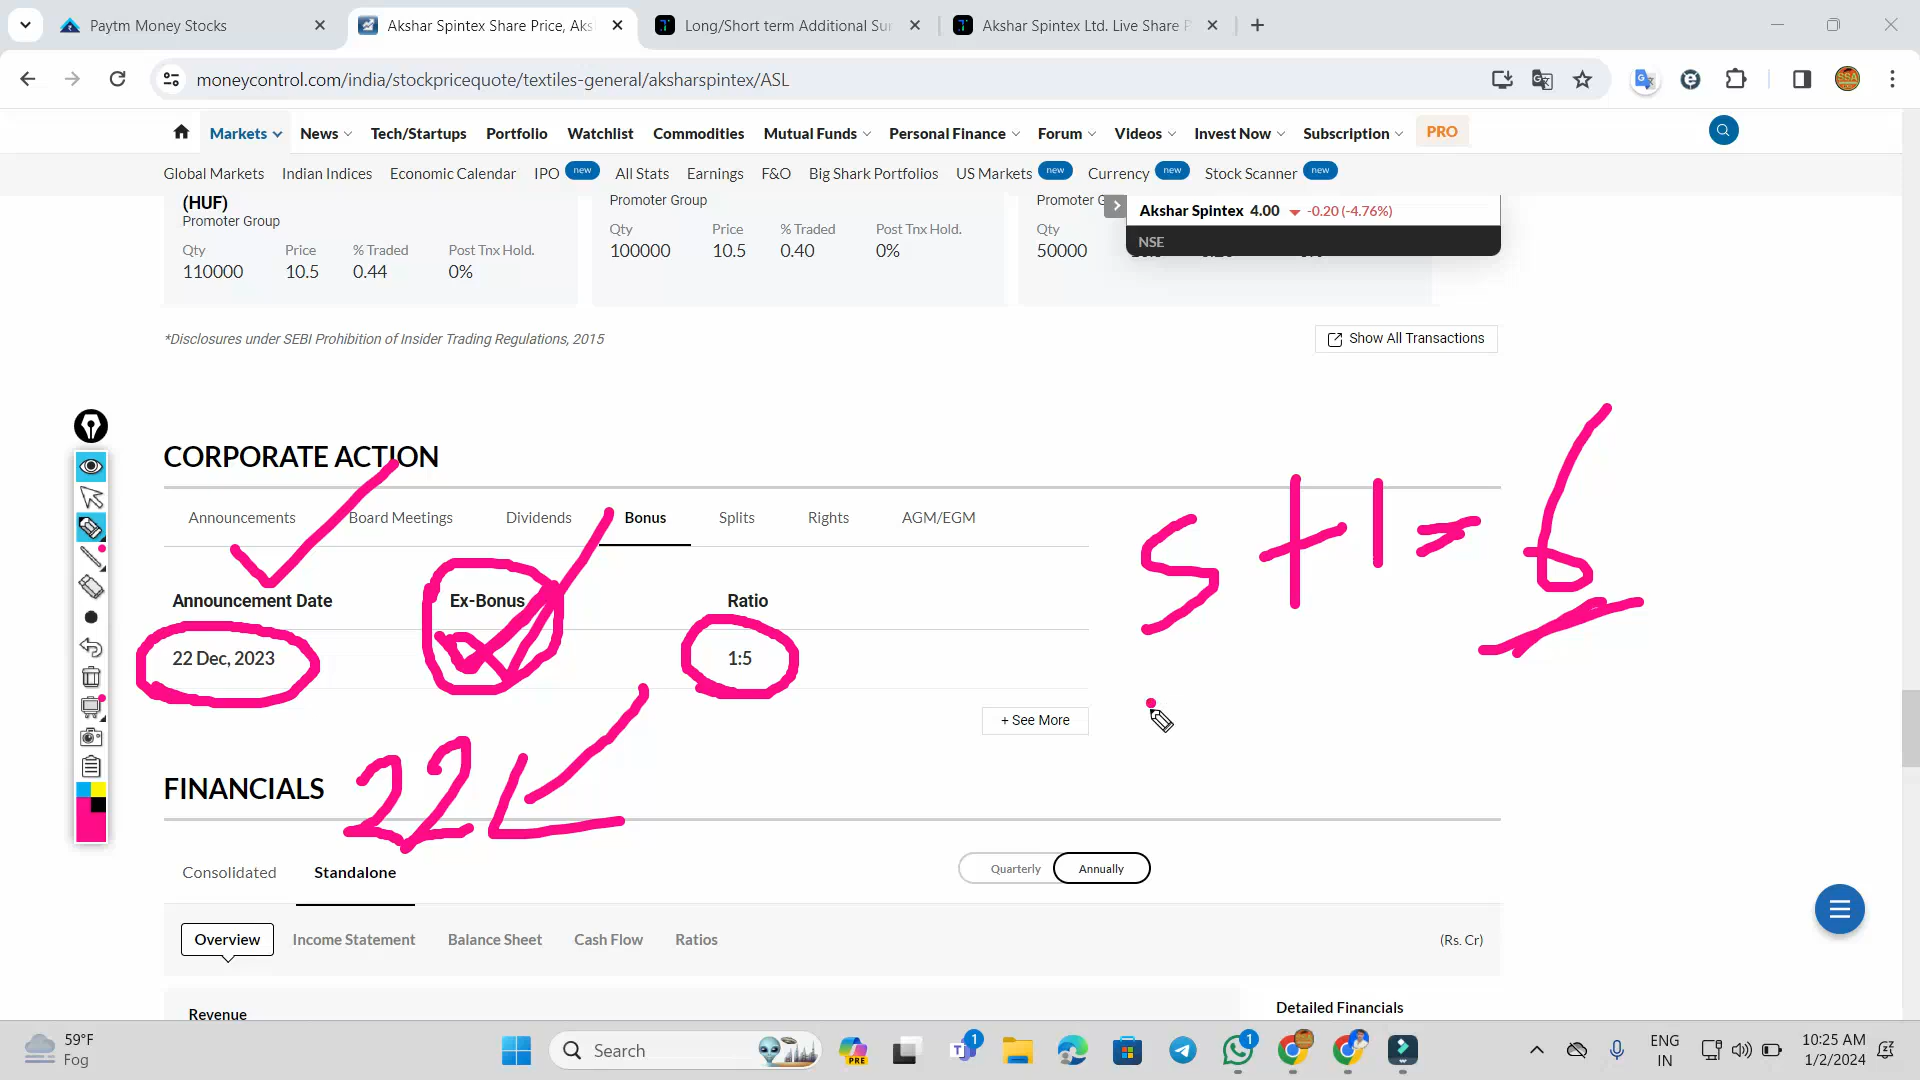 Paytm Money Stocks
Akshar Spintex Share Price, Aks
Long/Short term Additional Sur
Akshar Spintex Ltd. Live Share P
moneycontrol.com/india/stockpricequote/textiles-general/aksharspintex/ASL
Markets News Tech/Startups Portfolio Watchlist Commodities Mutual Funds Personal Finance Forum Videos Invest Now Subscription PRO
Global Markets Indian Indices Economic Calendar IPO new All Stats Earnings F&O Big Shark Portfolios US Markets new Currency new Stock Scanner new
(HUF)
Promoter Group
Qty Price % Traded Post Tnx Hold.
110000 10.5 0.44 0%
Promoter Group
Qty Price % Traded Post Tnx Hold.
100000 10.5 0.40 0%
Promoter G
Qty
50000
Akshar Spintex 4.00 -0.20 (-4.76%)
NSE
*Disclosures under SEBI Prohibition of Insider Trading Regulations, 2015
Show All Transactions
CORPORATE ACTION
Announcements Board Meetings Dividends Bonus Splits Rights AGM/EGM
5 + 1 = 6
Announcement Date Ex-Bonus Ratio
22 Dec, 2023 1:5
+ See More
FINANCIALS
22
Consolidated Standalone
Quarterly Annually
Overview Income Statement Balance Sheet Cash Flow Ratios
(Rs. Cr)
Revenue
Detailed Financials
59°F
Fog
Search
PRE
1
1
ENG
IN
10:25 AM
1/2/2024